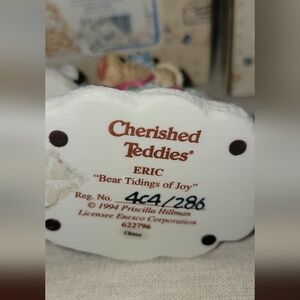 Cherished
Teddies®
ERIC
"Bear Tidings of Joy"
Reg. No. 4C4/286
© 1994 Priscilla Hillman
Licensee Enesco Corporation
622796
China